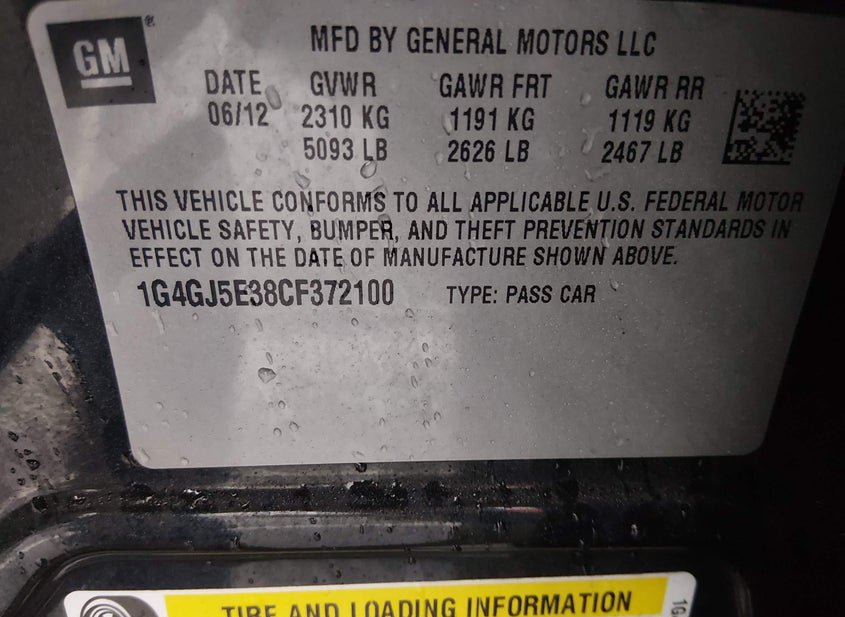 GM
MFD BY GENERAL MOTORS LLC
DATE GVWR GAWR FRT GAWR RR
06/12 2310 KG 1191 KG 1119 KG
5093 LB 2626 LB 2467 LB
THIS VEHICLE CONFORMS TO ALL APPLICABLE U.S. FEDERAL MOTOR
VEHICLE SAFETY, BUMPER, AND THEFT PREVENTION STANDARDS IN
EFFECT ON THE DATE OF MANUFACTURE SHOWN ABOVE.
1G4GJ5E38CF372100 TYPE: PASS CAR
TIRE AND LOADING INFORMATION